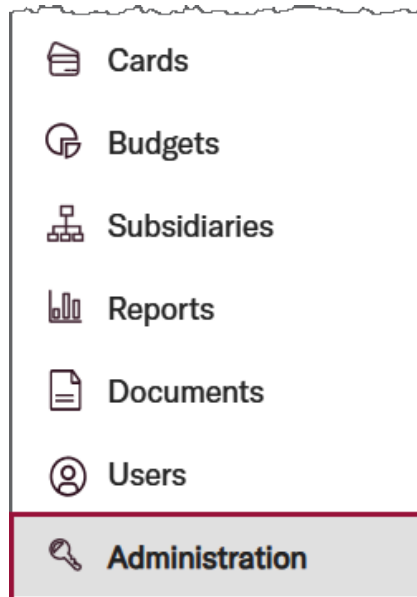 Cards
Budgets
Subsidiaries
Reports
Documents
Users
Administration